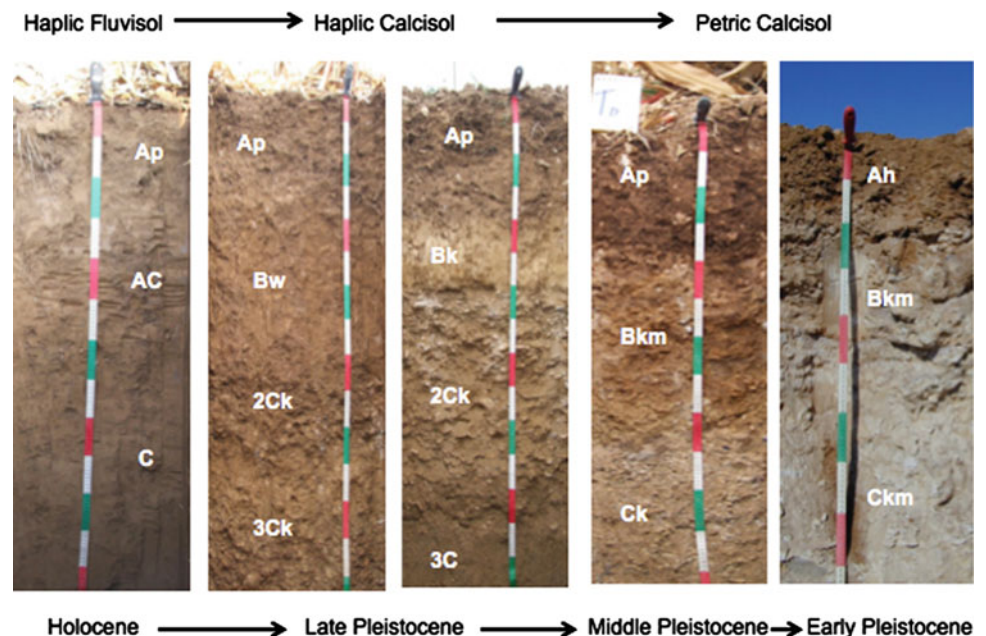 Haplic Fluvisol Haplic Calcisol Petric Calcisol
Ap
AC
C
Ap
Bw
2Ck
3Ck
Ap
Bk
2Ck
3C
Ap
Bkm
Ck
Ah
Bkm
Ckm
Holocene Late Pleistocene Middle Pleistocene Early Pleistocene